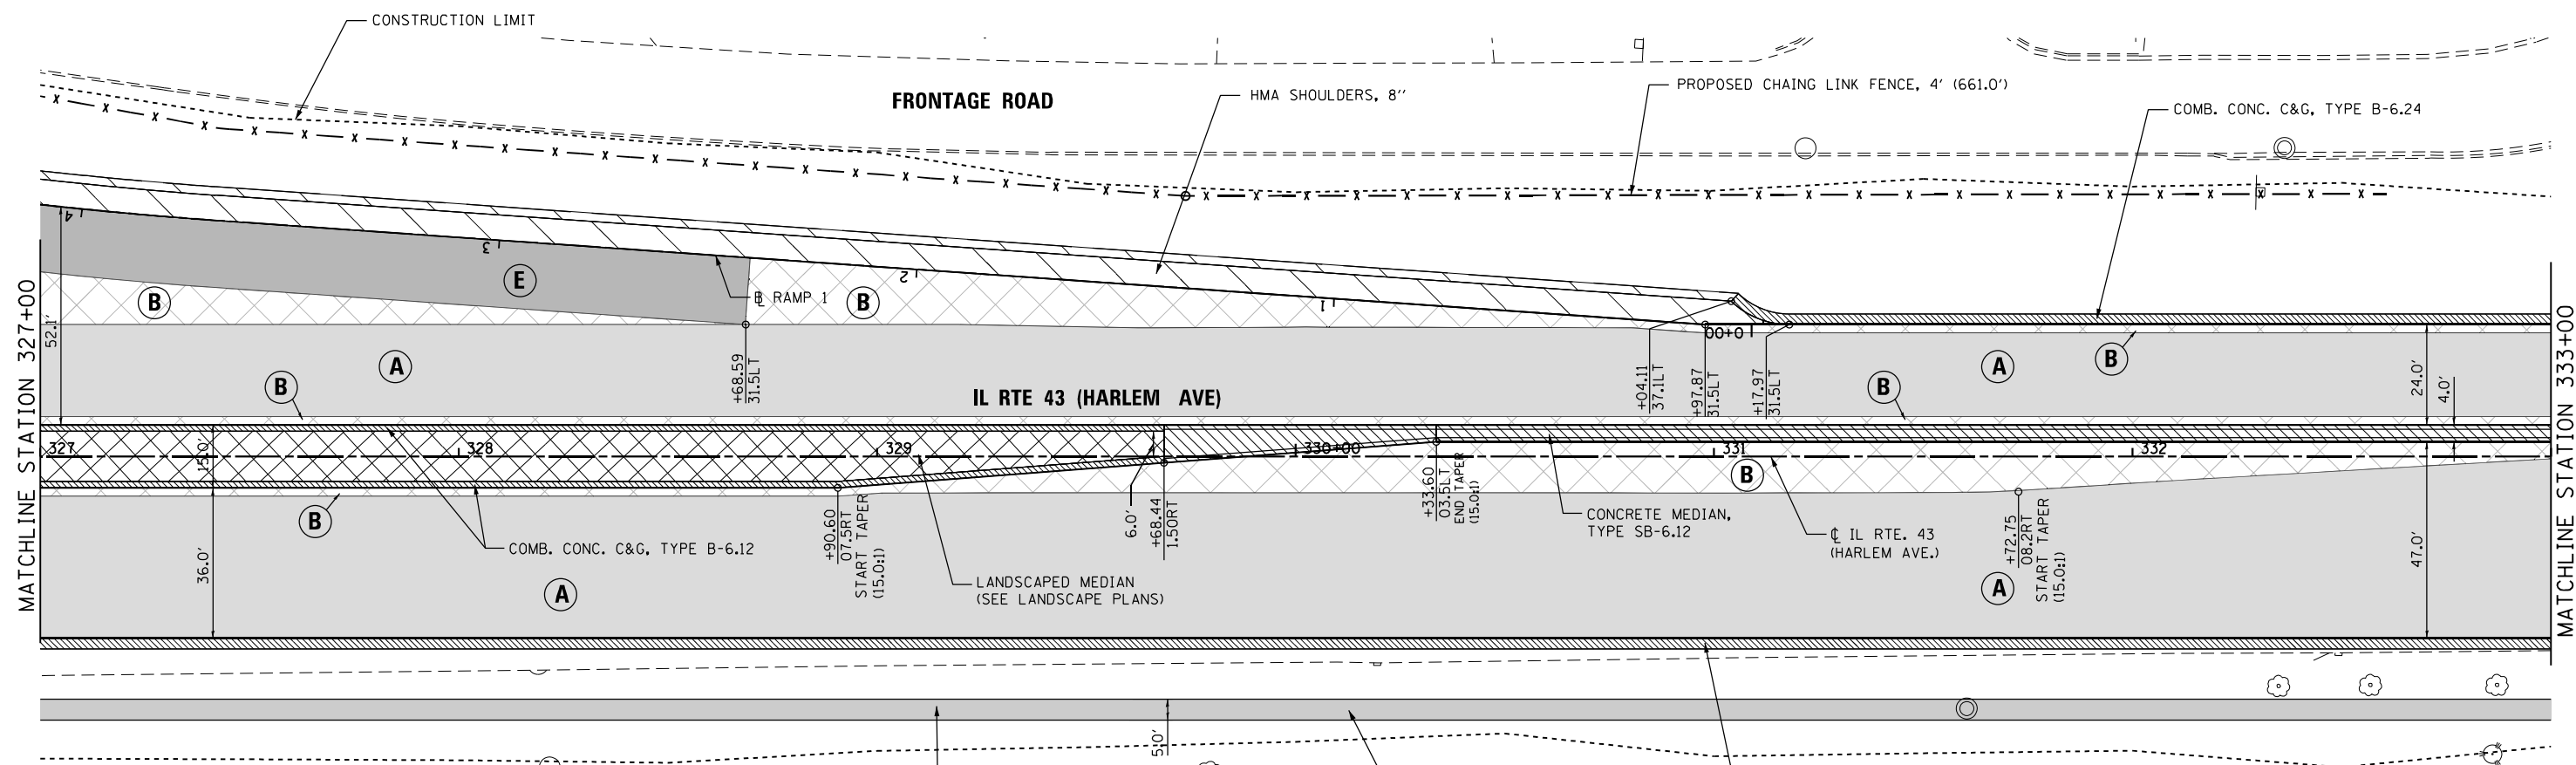 CONSTRUCTION LIMIT
FRONTAGE ROAD
HMA SHOULDERS, 8''
PROPOSED CHAING LINK FENCE, 4' (661.0')
COMB. CONC. C&G, TYPE B-6.24
MATCHLINE STATION 327+00
52.1'
4
3
2
1
0+00
E
B
℄ RAMP 1
B
A
B
+68.59
31.5LT
IL RTE 43 (HARLEM AVE)
+04.11
37.1LT
+97.87
31.5LT
+17.97
31.5LT
A
B
B
24.0'
4.0'
MATCHLINE STATION 333+00
327
15.0'
328
329
330+00
331
332
B
B
36.0'
COMB. CONC. C&G, TYPE B-6.12
A
+90.60
07.5RT
START TAPER
(15.0:1)
LANDSCAPED MEDIAN
(SEE LANDSCAPE PLANS)
6.0'
+68.44
1.50RT
+33.60
03.5LT
END TAPER
(15.0:1)
CONCRETE MEDIAN,
TYPE SB-6.12
℄ IL RTE. 43
(HARLEM AVE.)
A
+72.75
08.2RT
START TAPER
(15.0:1)
47.0'
5.0'